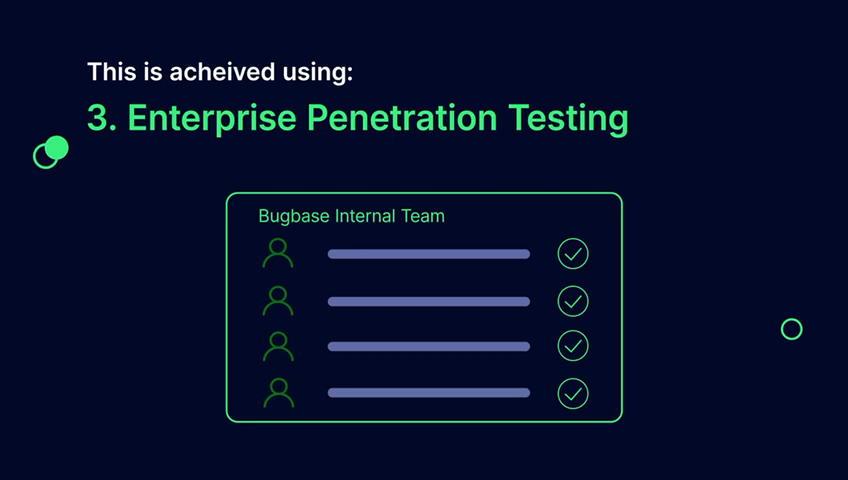 This is acheived using:
3. Enterprise Penetration Testing
Bugbase Internal Team